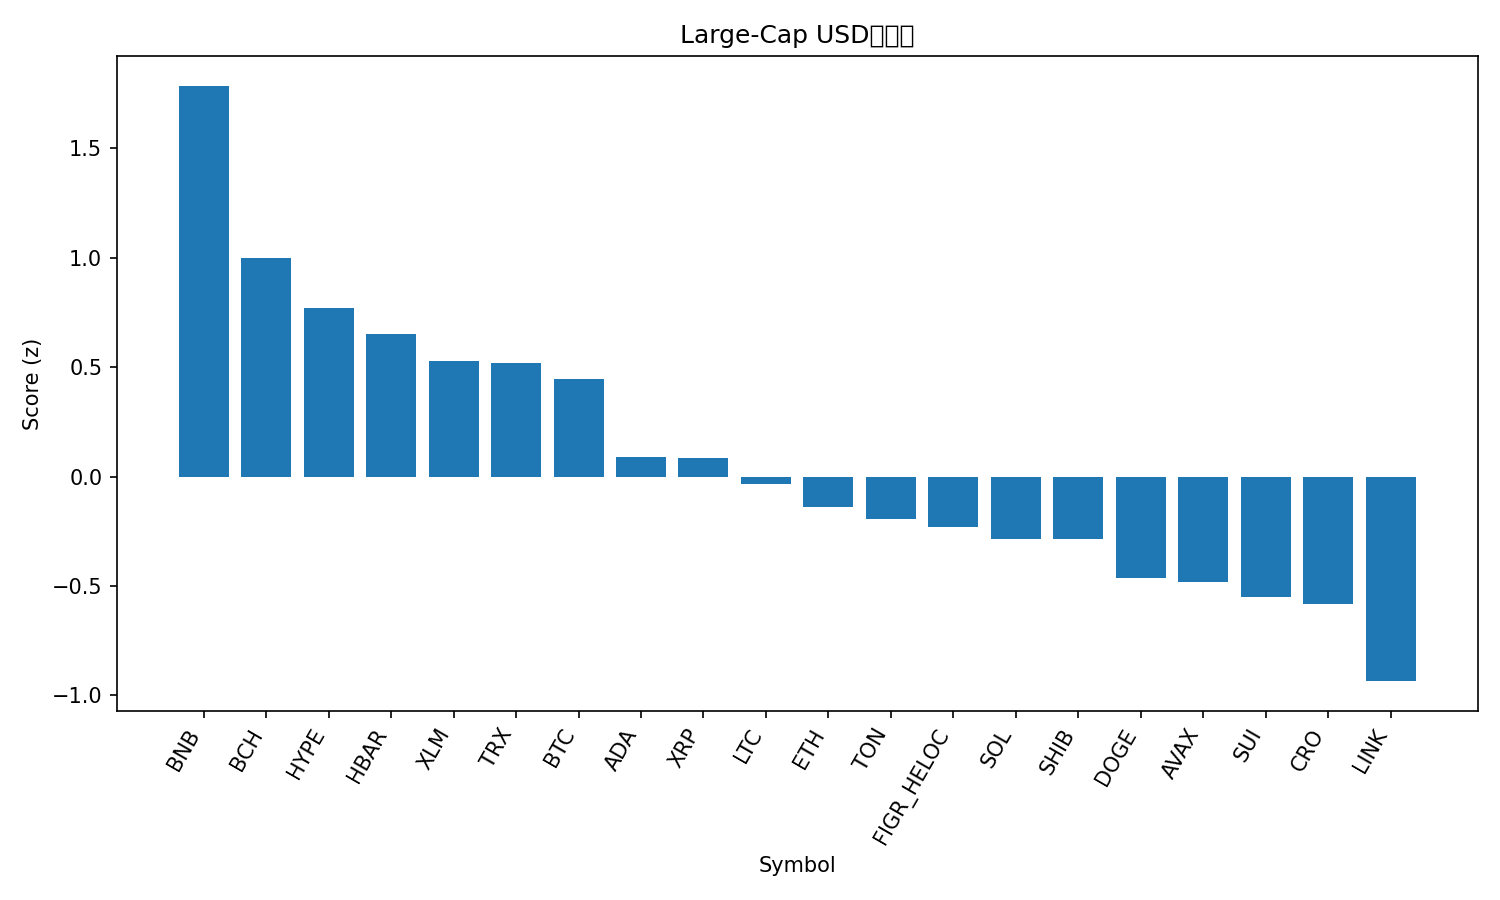 Large-Cap USD
Score (z)
1.5
1.0
0.5
0.0
−0.5
−1.0
BNB
BCH
HYPE
HBAR
XLM
TRX
BTC
ADA
XRP
LTC
ETH
TON
FIGR_HELOC
SOL
SHIB
DOGE
AVAX
SUI
CRO
LINK
Symbol